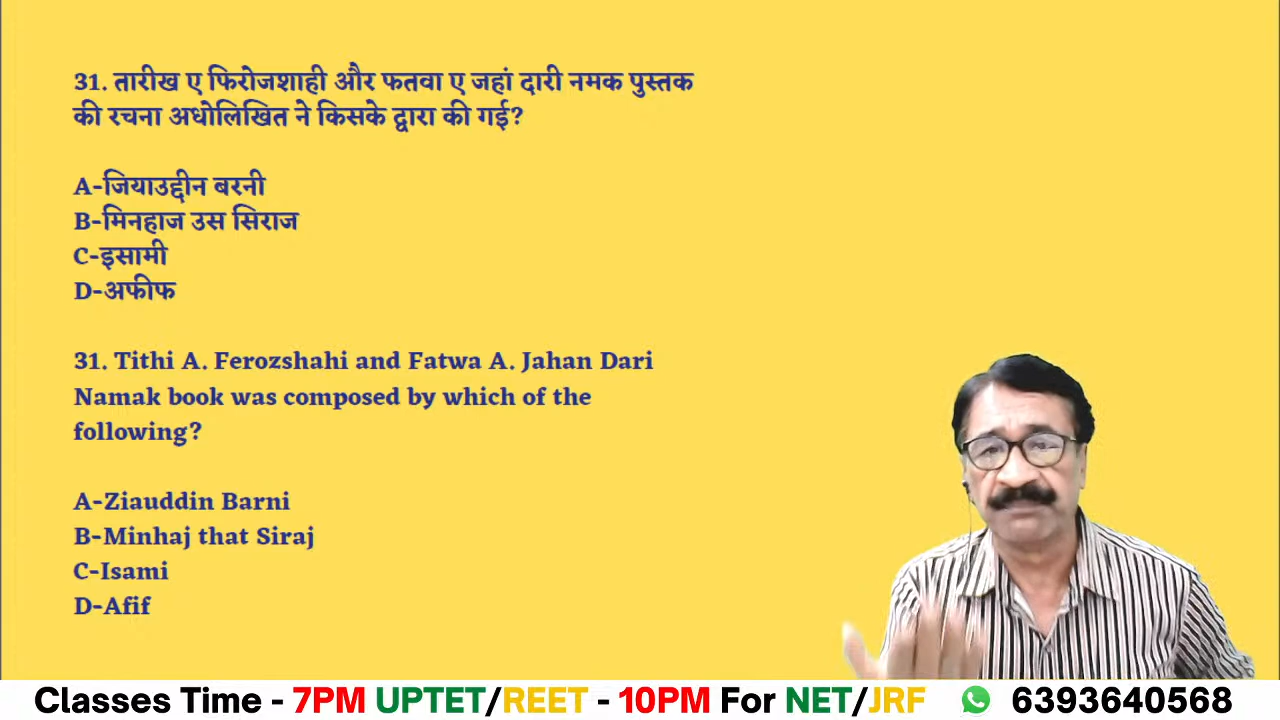 31. तारीख ए फिरोजशाही और फतवा ए जहां दारी नमक पुस्तक
की रचना अधोलिखित ने किसके द्वारा की गई?
A-जियाउद्दीन बरनी
B-मिनहाज उस सिराज
C-इसामी
D-अफीफ
31. Tithi A. Ferozshahi and Fatwa A. Jahan Dari
Namak book was composed by which of the
following?
A-Ziauddin Barni
B-Minhaj that Siraj
C-Isami
D-Afif
Classes Time - 7PM UPTET/REET - 10PM For NET/JRF 6393640568